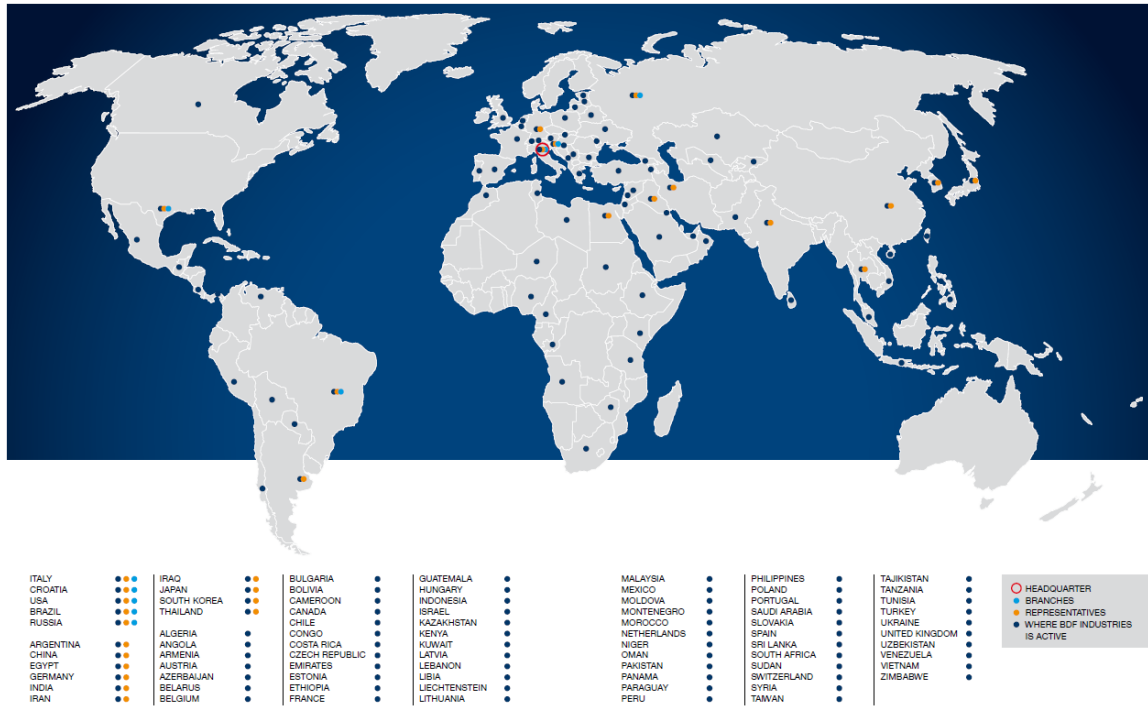 ITALY
CROATIA
USA
BRAZIL
RUSSIA
ARGENTINA
CHINA
EGYPT
GERMANY
INDIA
IRAN
IRAQ
JAPAN
SOUTH KOREA
THAILAND
ALGERIA
ANGOLA
ARMENIA
AUSTRIA
AZERBAIJAN
BELARUS
BELGIUM
BULGARIA
BOLIVIA
CAMEROON
CANADA
CHILE
CONGO
COSTA RICA
CZECH REPUBLIC
EMIRATES
ESTONIA
ETHIOPIA
FRANCE
GUATEMALA
HUNGARY
INDONESIA
ISRAEL
KAZAKHSTAN
KENYA
KUWAIT
LATVIA
LEBANON
LIBIA
LIECHTENSTEIN
LITHUANIA
MALAYSIA
MEXICO
MOLDOVA
MONTENEGRO
MOROCCO
NETHERLANDS
NIGER
OMAN
PAKISTAN
PANAMA
PARAGUAY
PERU
PHILIPPINES
POLAND
PORTUGAL
SAUDI ARABIA
SLOVAKIA
SPAIN
SRI LANKA
SOUTH AFRICA
SUDAN
SWITZERLAND
SYRIA
TAIWAN
TAJIKISTAN
TANZANIA
TUNISIA
TURKEY
UKRAINE
UNITED KINGDOM
UZBEKISTAN
VENEZUELA
VIETNAM
ZIMBABWE
HEADQUARTER
BRANCHES
REPRESENTATIVES
WHERE BDF INDUSTRIES
IS ACTIVE